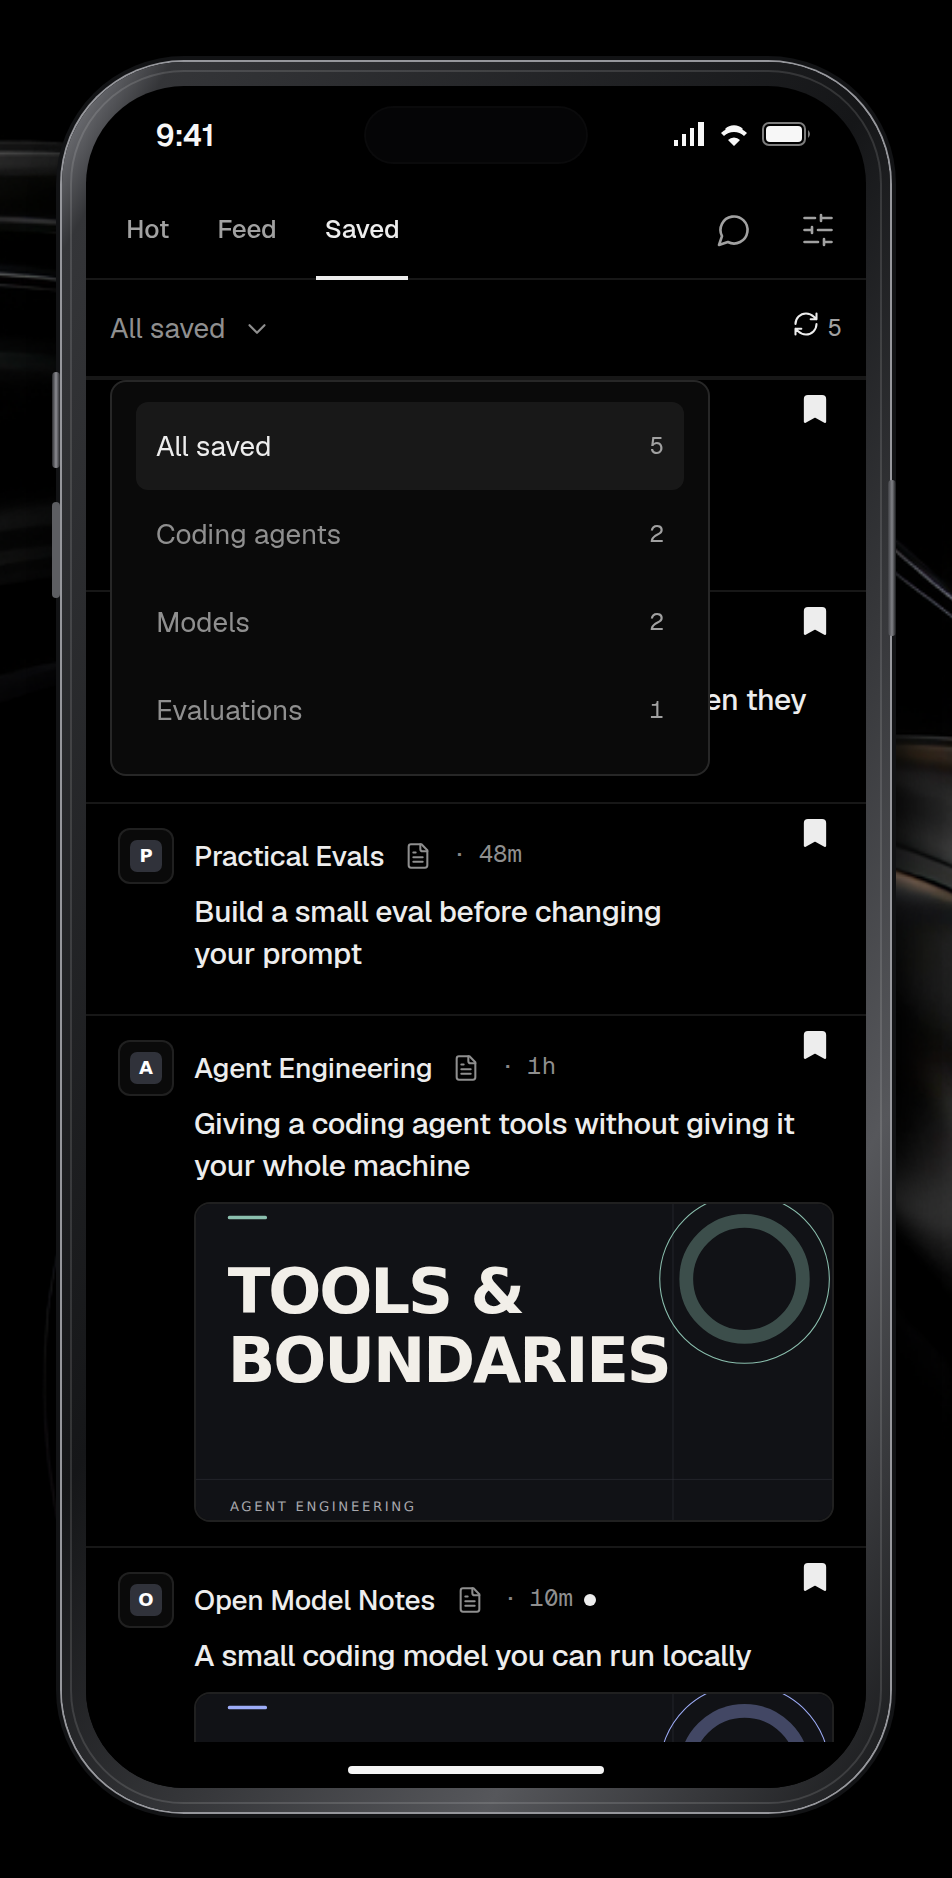 9:41
Hot Feed Saved
All saved 5
All saved 5
Coding agents 2
Models 2
Evaluations 1
en they
P Practical Evals · 48m
Build a small eval before changing
your prompt
A Agent Engineering · 1h
Giving a coding agent tools without giving it
your whole machine
TOOLS &
BOUNDARIES
AGENT ENGINEERING
O Open Model Notes · 10m
A small coding model you can run locally